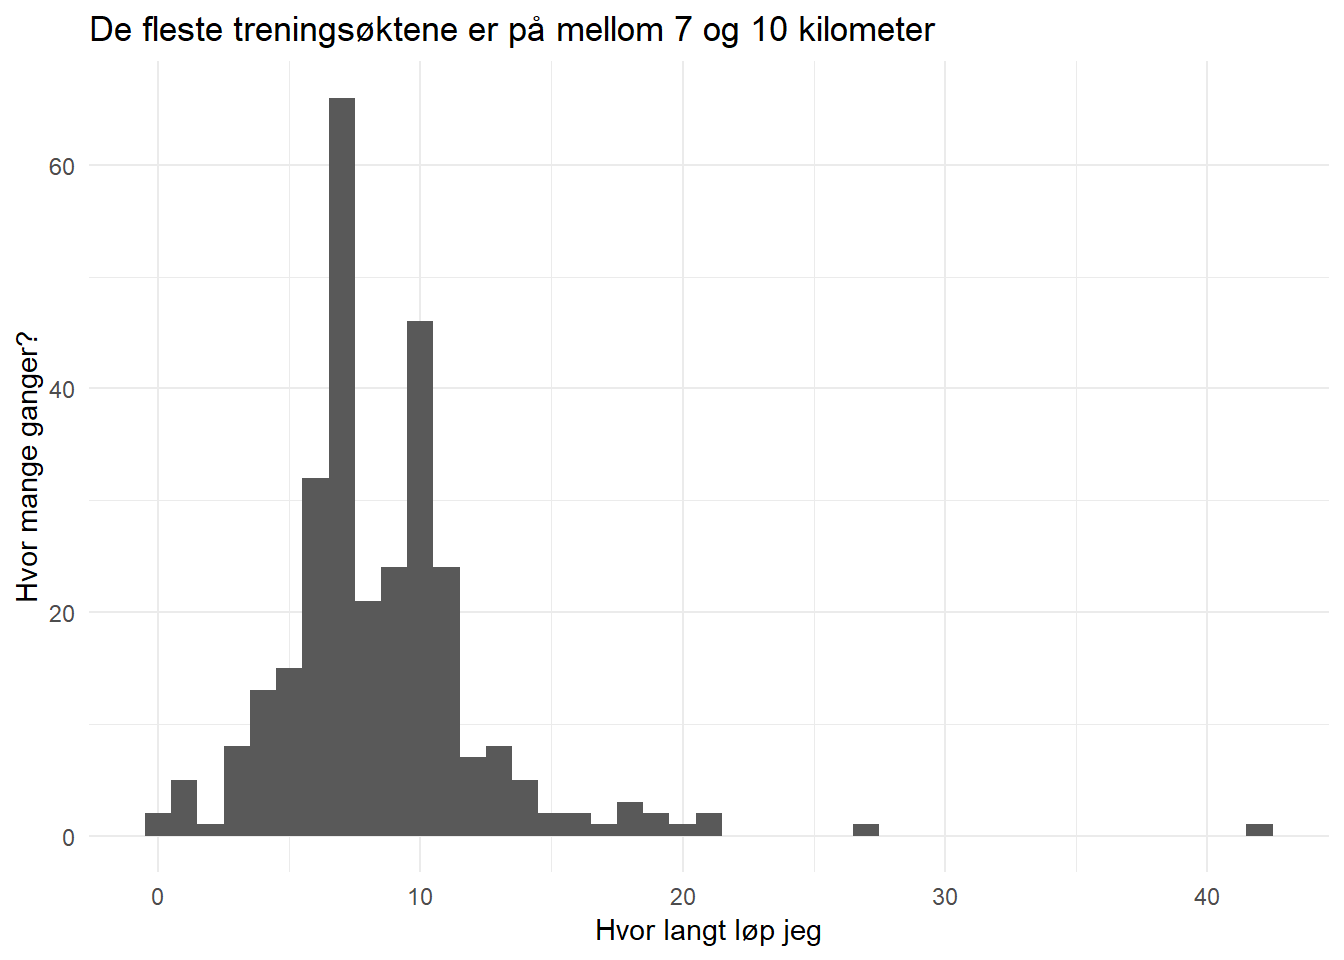 De fleste treningsøktene er på mellom 7 og 10 kilometer
Hvor mange ganger?
60
40
20
0
0 10 20 30 40
Hvor langt løp jeg